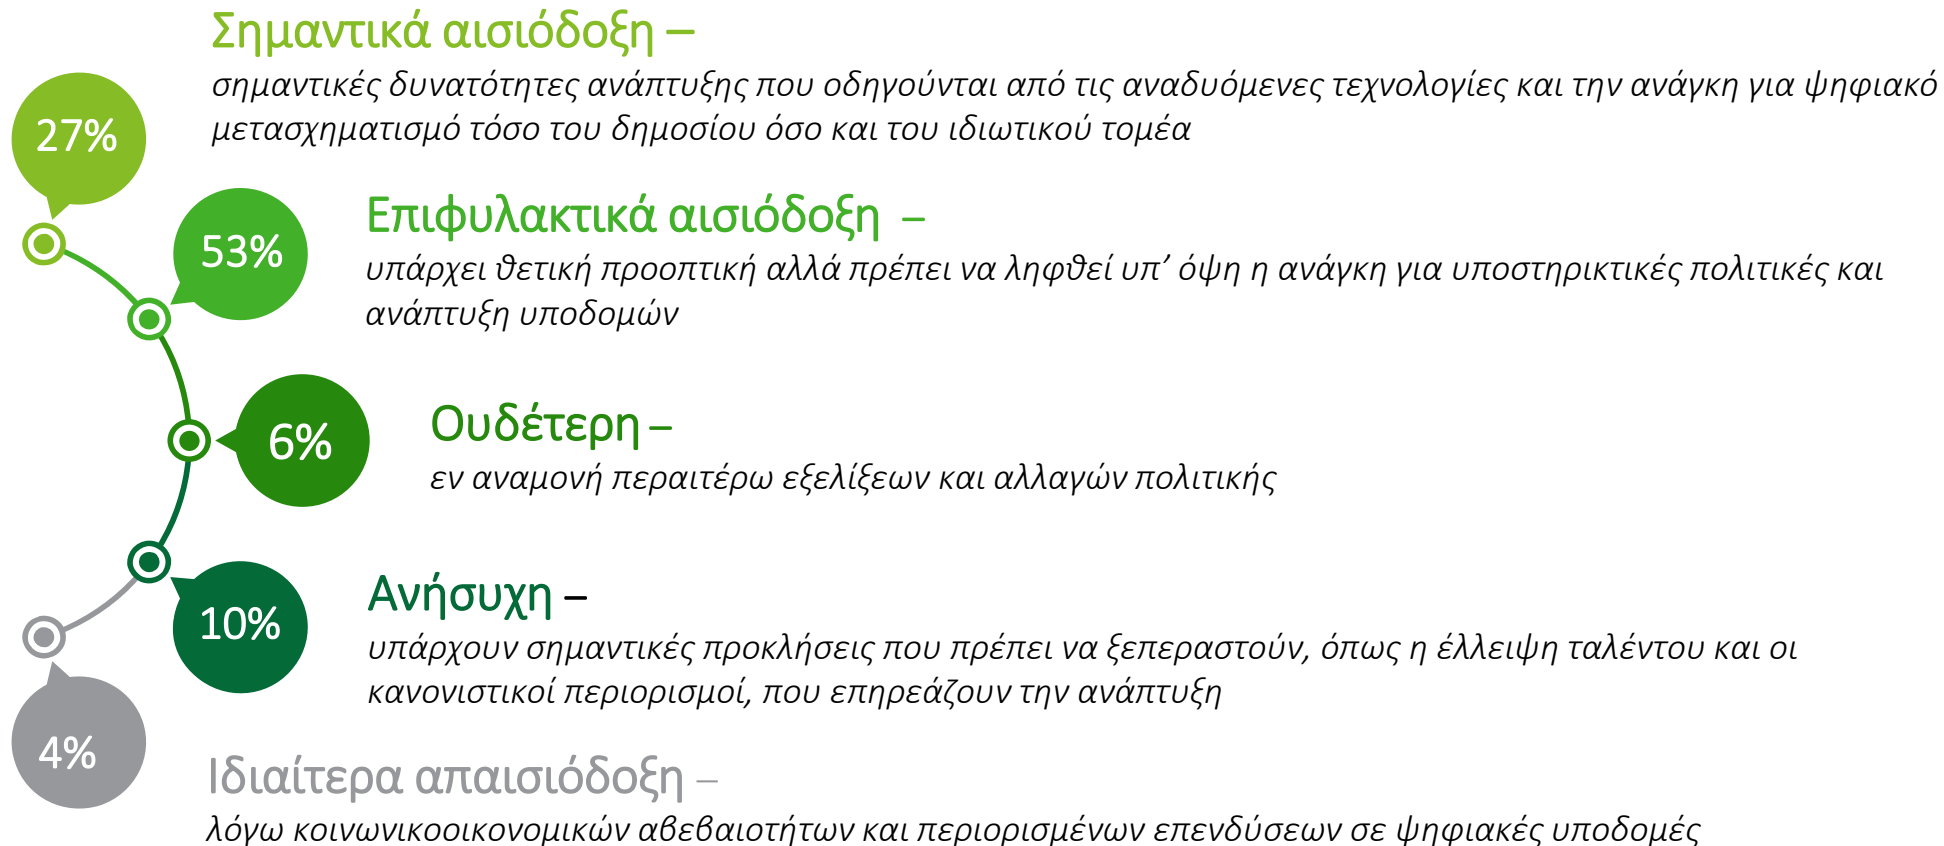 Σημαντικά αισιόδοξη –
σημαντικές δυνατότητες ανάπτυξης που οδηγούνται από τις αναδυόμενες τεχνολογίες και την ανάγκη για ψηφιακό
μετασχηματισμό τόσο του δημοσίου όσο και του ιδιωτικού τομέα
27%
Επιφυλακτικά αισιόδοξη –
53%
υπάρχει θετική προοπτική αλλά πρέπει να ληφθεί υπ’ όψη η ανάγκη για υποστηρικτικές πολιτικές και
ανάπτυξη υποδομών
Ουδέτερη –
6%
εν αναμονή περαιτέρω εξελίξεων και αλλαγών πολιτικής
Ανήσυχη –
10%
υπάρχουν σημαντικές προκλήσεις που πρέπει να ξεπεραστούν, όπως η έλλειψη ταλέντου και οι
κανονιστικοί περιορισμοί, που επηρεάζουν την ανάπτυξη
4%
Ιδιαίτερα απαισιόδοξη –
λόγω κοινωνικοοικονομικών αβεβαιοτήτων και περιορισμένων επενδύσεων σε ψηφιακές υποδομές